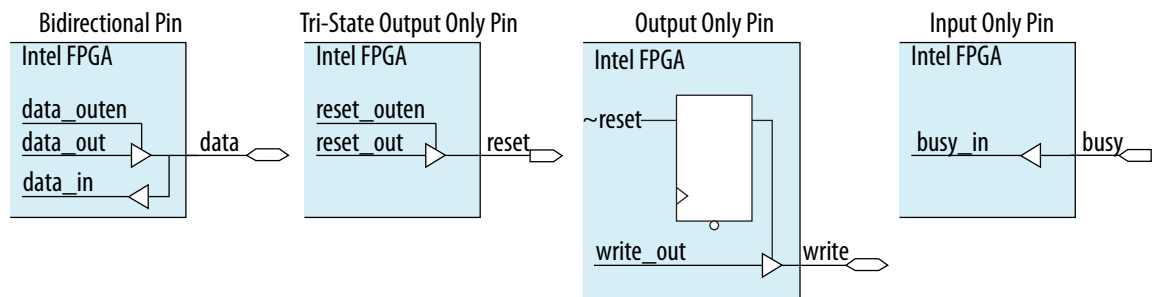 Bidirectional Pin
Intel FPGA
data_outen
data_out
data
data_in
Tri-State Output Only Pin
Intel FPGA
reset_outen
reset_out
reset
Output Only Pin
Intel FPGA
~reset
write_out
write
Input Only Pin
Intel FPGA
busy_in
busy